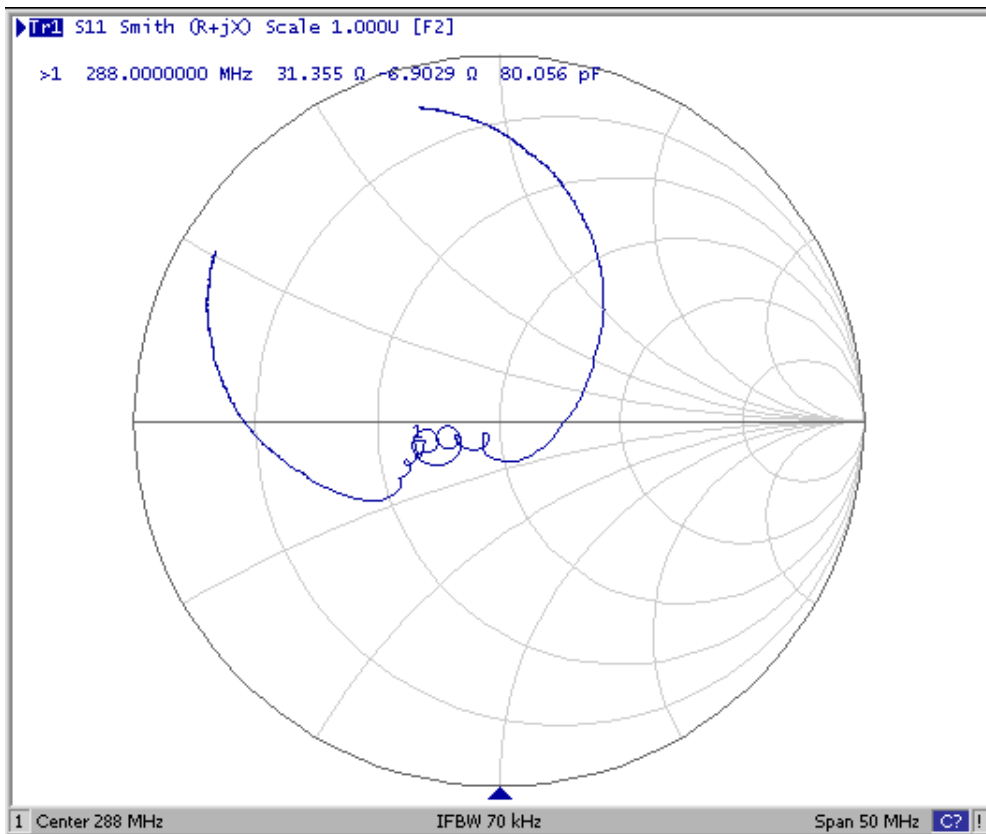 Tr1 S11 Smith (R+jX) Scale 1.000U [F2]
>1 288.0000000 MHz 31.355 Ω -6.9029 Ω 80.056 pF
1
1 Center 288 MHz IFBW 70 kHz Span 50 MHz C? !